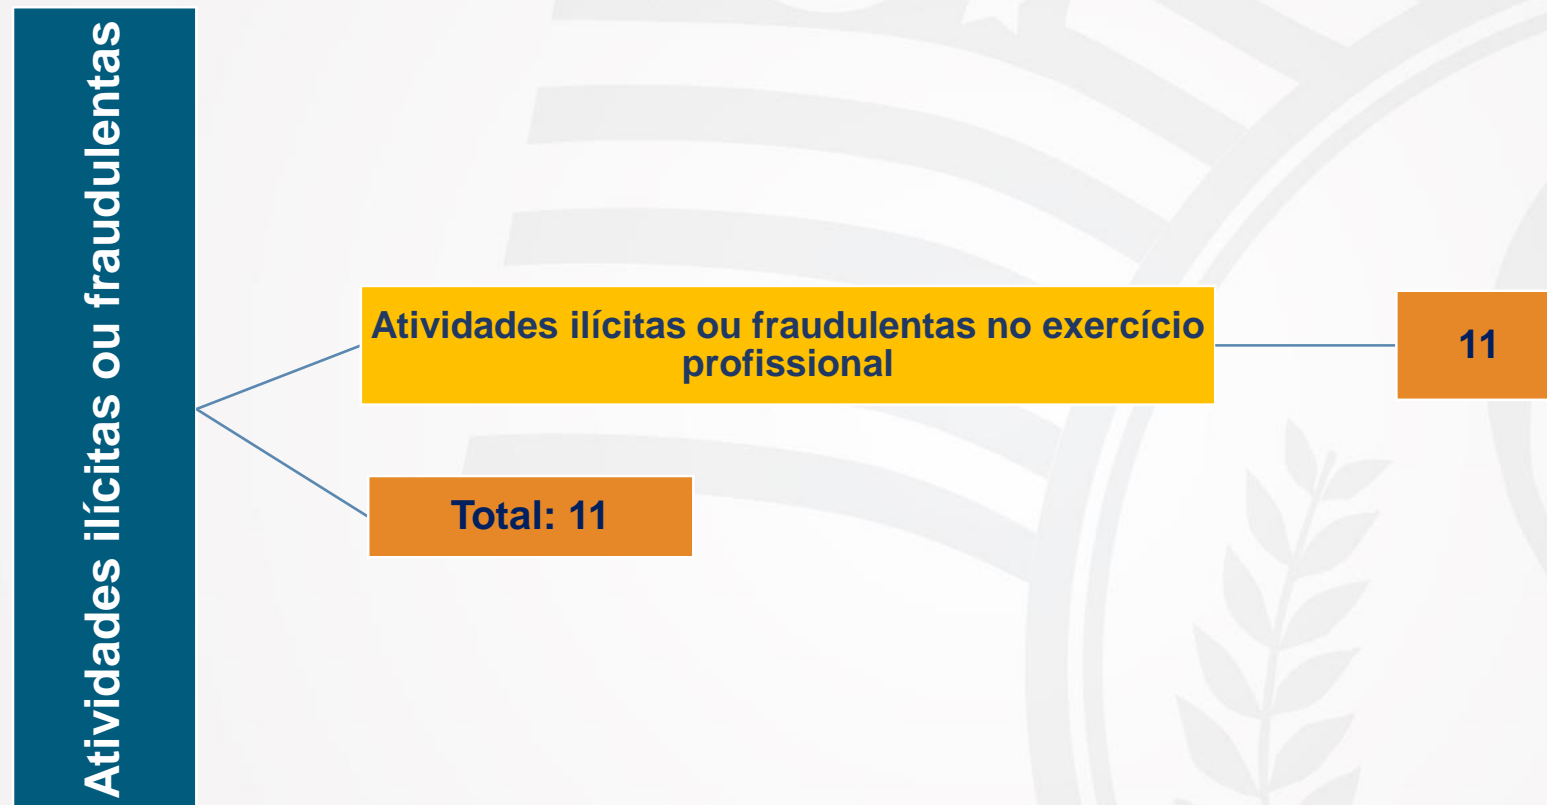 Atividades ilícitas ou fraudulentas
Atividades ilícitas ou fraudulentas no exercício
profissional
11
Total: 11